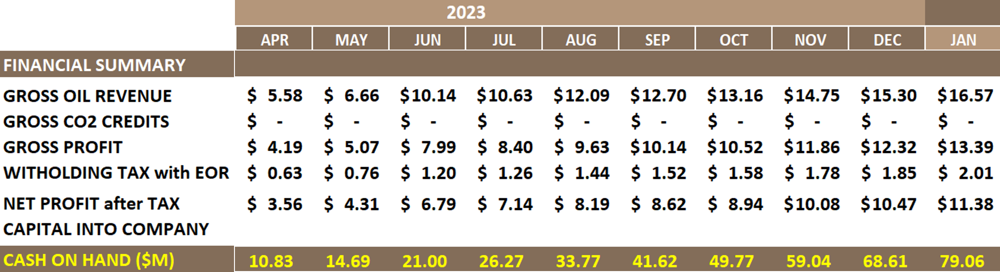 2023
APR MAY JUN JUL AUG SEP OCT NOV DEC JAN
FINANCIAL SUMMARY
GROSS OIL REVENUE $ 5.58 $ 6.66 $10.14 $10.63 $12.09 $12.70 $13.16 $14.75 $15.30 $16.57
GROSS CO2 CREDITS $ - $ - $ - $ - $ - $ - $ - $ - $ - $ -
GROSS PROFIT $ 4.19 $ 5.07 $ 7.99 $ 8.40 $ 9.63 $10.14 $10.52 $11.86 $12.32 $13.39
WITHOLDING TAX with EOR $ 0.63 $ 0.76 $ 1.20 $ 1.26 $ 1.44 $ 1.52 $ 1.58 $ 1.78 $ 1.85 $ 2.01
NET PROFIT after TAX $ 3.56 $ 4.31 $ 6.79 $ 7.14 $ 8.19 $ 8.62 $ 8.94 $10.08 $10.47 $11.38
CAPITAL INTO COMPANY
CASH ON HAND ($M) 10.83 14.69 21.00 26.27 33.77 41.62 49.77 59.04 68.61 79.06